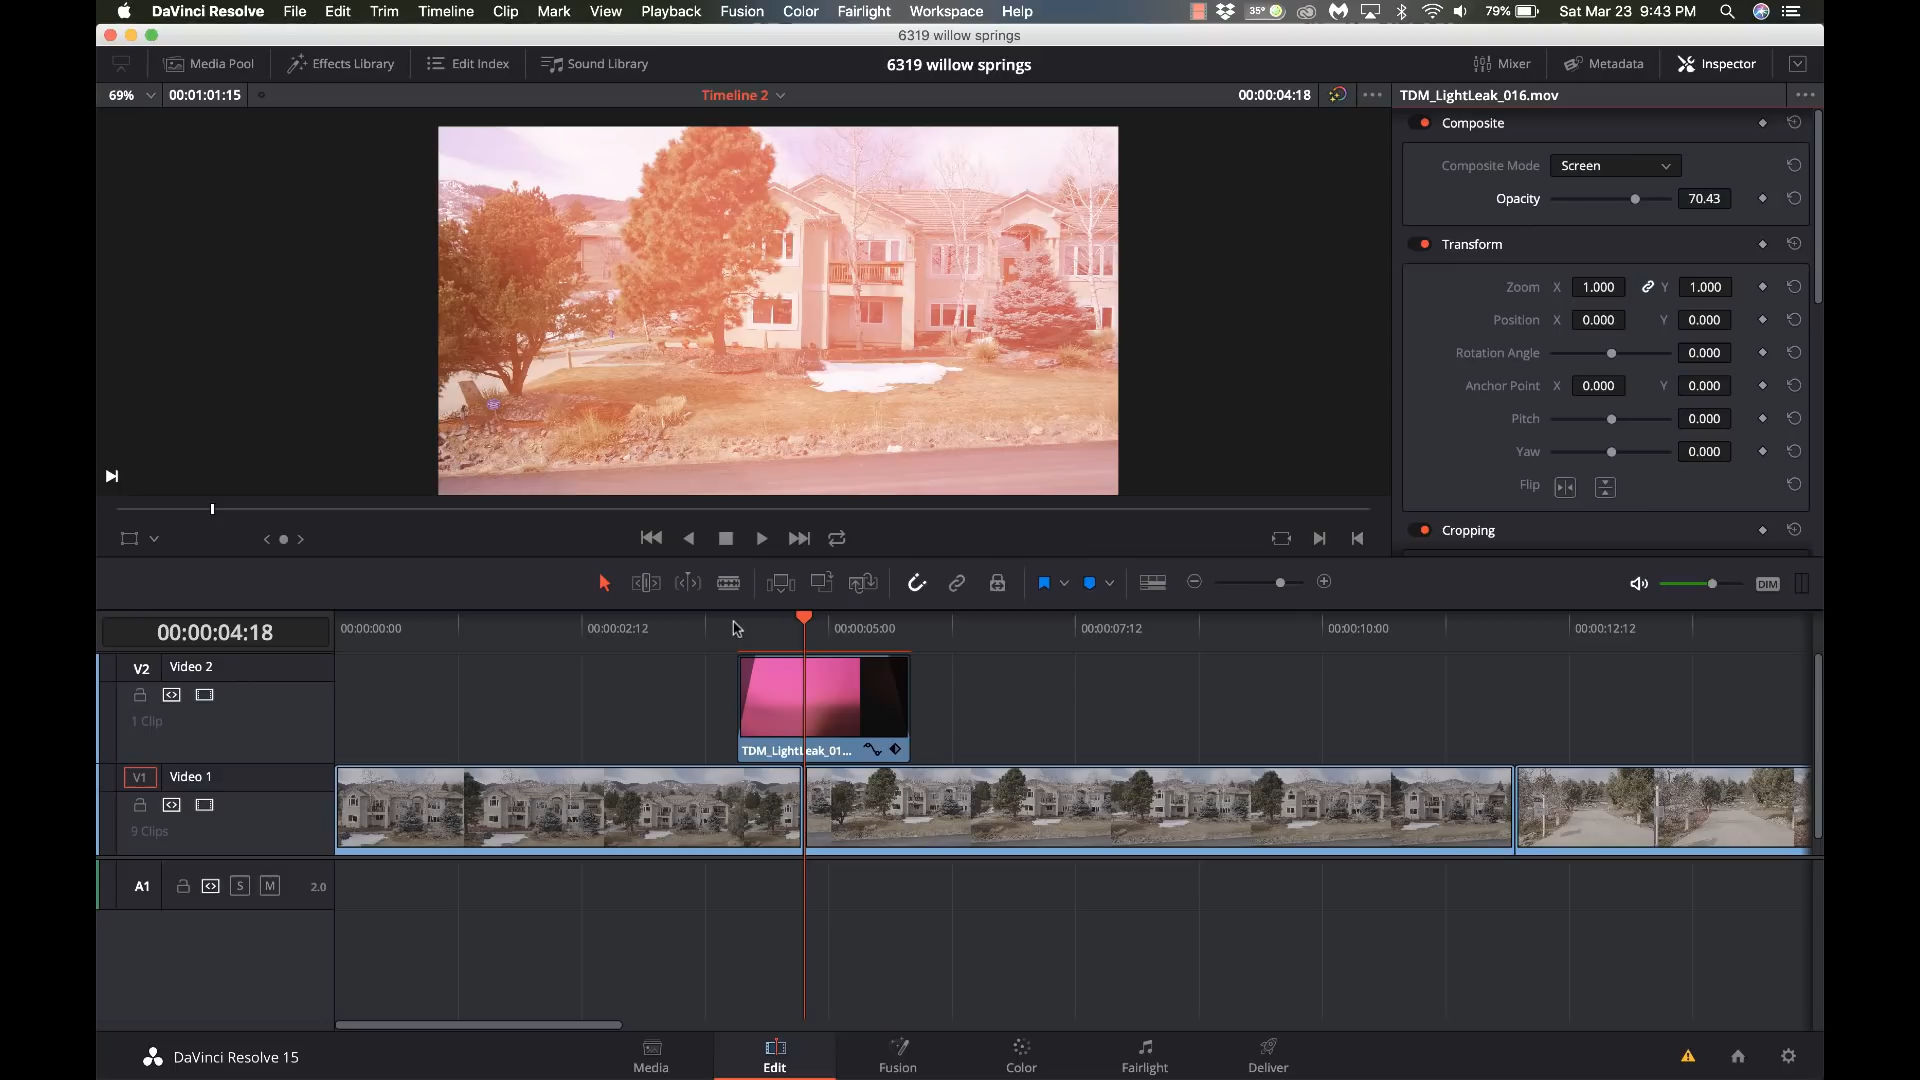 DaVinci Resolve File Edit Trim Timeline Clip Mark View Playback Fusion Color Fairlight Workspace Help 35° 79% Sat Mar 23 9:43 PM
6319 willow springs
Media Pool Effects Library Edit Index Sound Library 6319 willow springs Mixer Metadata Inspector
69% 00:01:01:15 Timeline 2 00:00:04:18 TDM_LightLeak_016.mov
Composite
Composite Mode Screen
Opacity 70.43
Transform
Zoom X 1.000 Y 1.000
Position X 0.000 Y 0.000
Rotation Angle 0.000
Anchor Point X 0.000 Y 0.000
Pitch 0.000
Yaw 0.000
Flip
Cropping
DIM
00:00:04:18 00:00:00:00 00:00:02:12 00:00:05:00 00:00:07:12 00:00:10:00 00:00:12:12
V2 Video 2
1 Clip
TDM_LightLeak_01...
V1 Video 1
9 Clips
A1 S M 2.0
DaVinci Resolve 15 Media Edit Fusion Color Fairlight Deliver